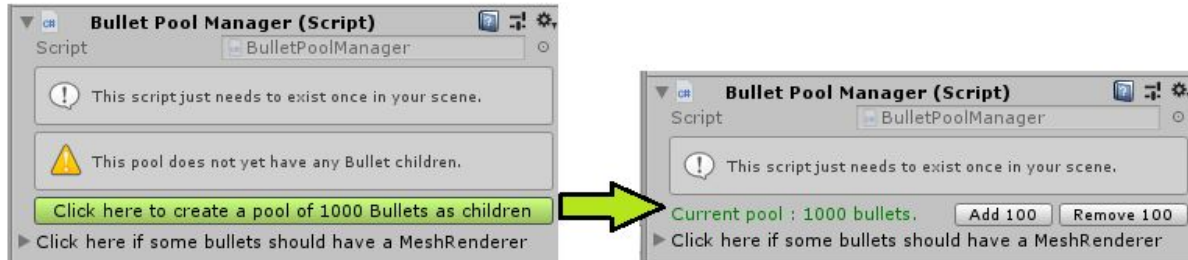 Bullet Pool Manager (Script)
Script BulletPoolManager
This script just needs to exist once in your scene.
This pool does not yet have any Bullet children.
Click here to create a pool of 1000 Bullets as children
Click here if some bullets should have a MeshRenderer
C# Bullet Pool Manager (Script)
Script BulletPoolManager
This script just needs to exist once in your scene.
Current pool : 1000 bullets. Add 100 Remove 100
Click here if some bullets should have a MeshRenderer